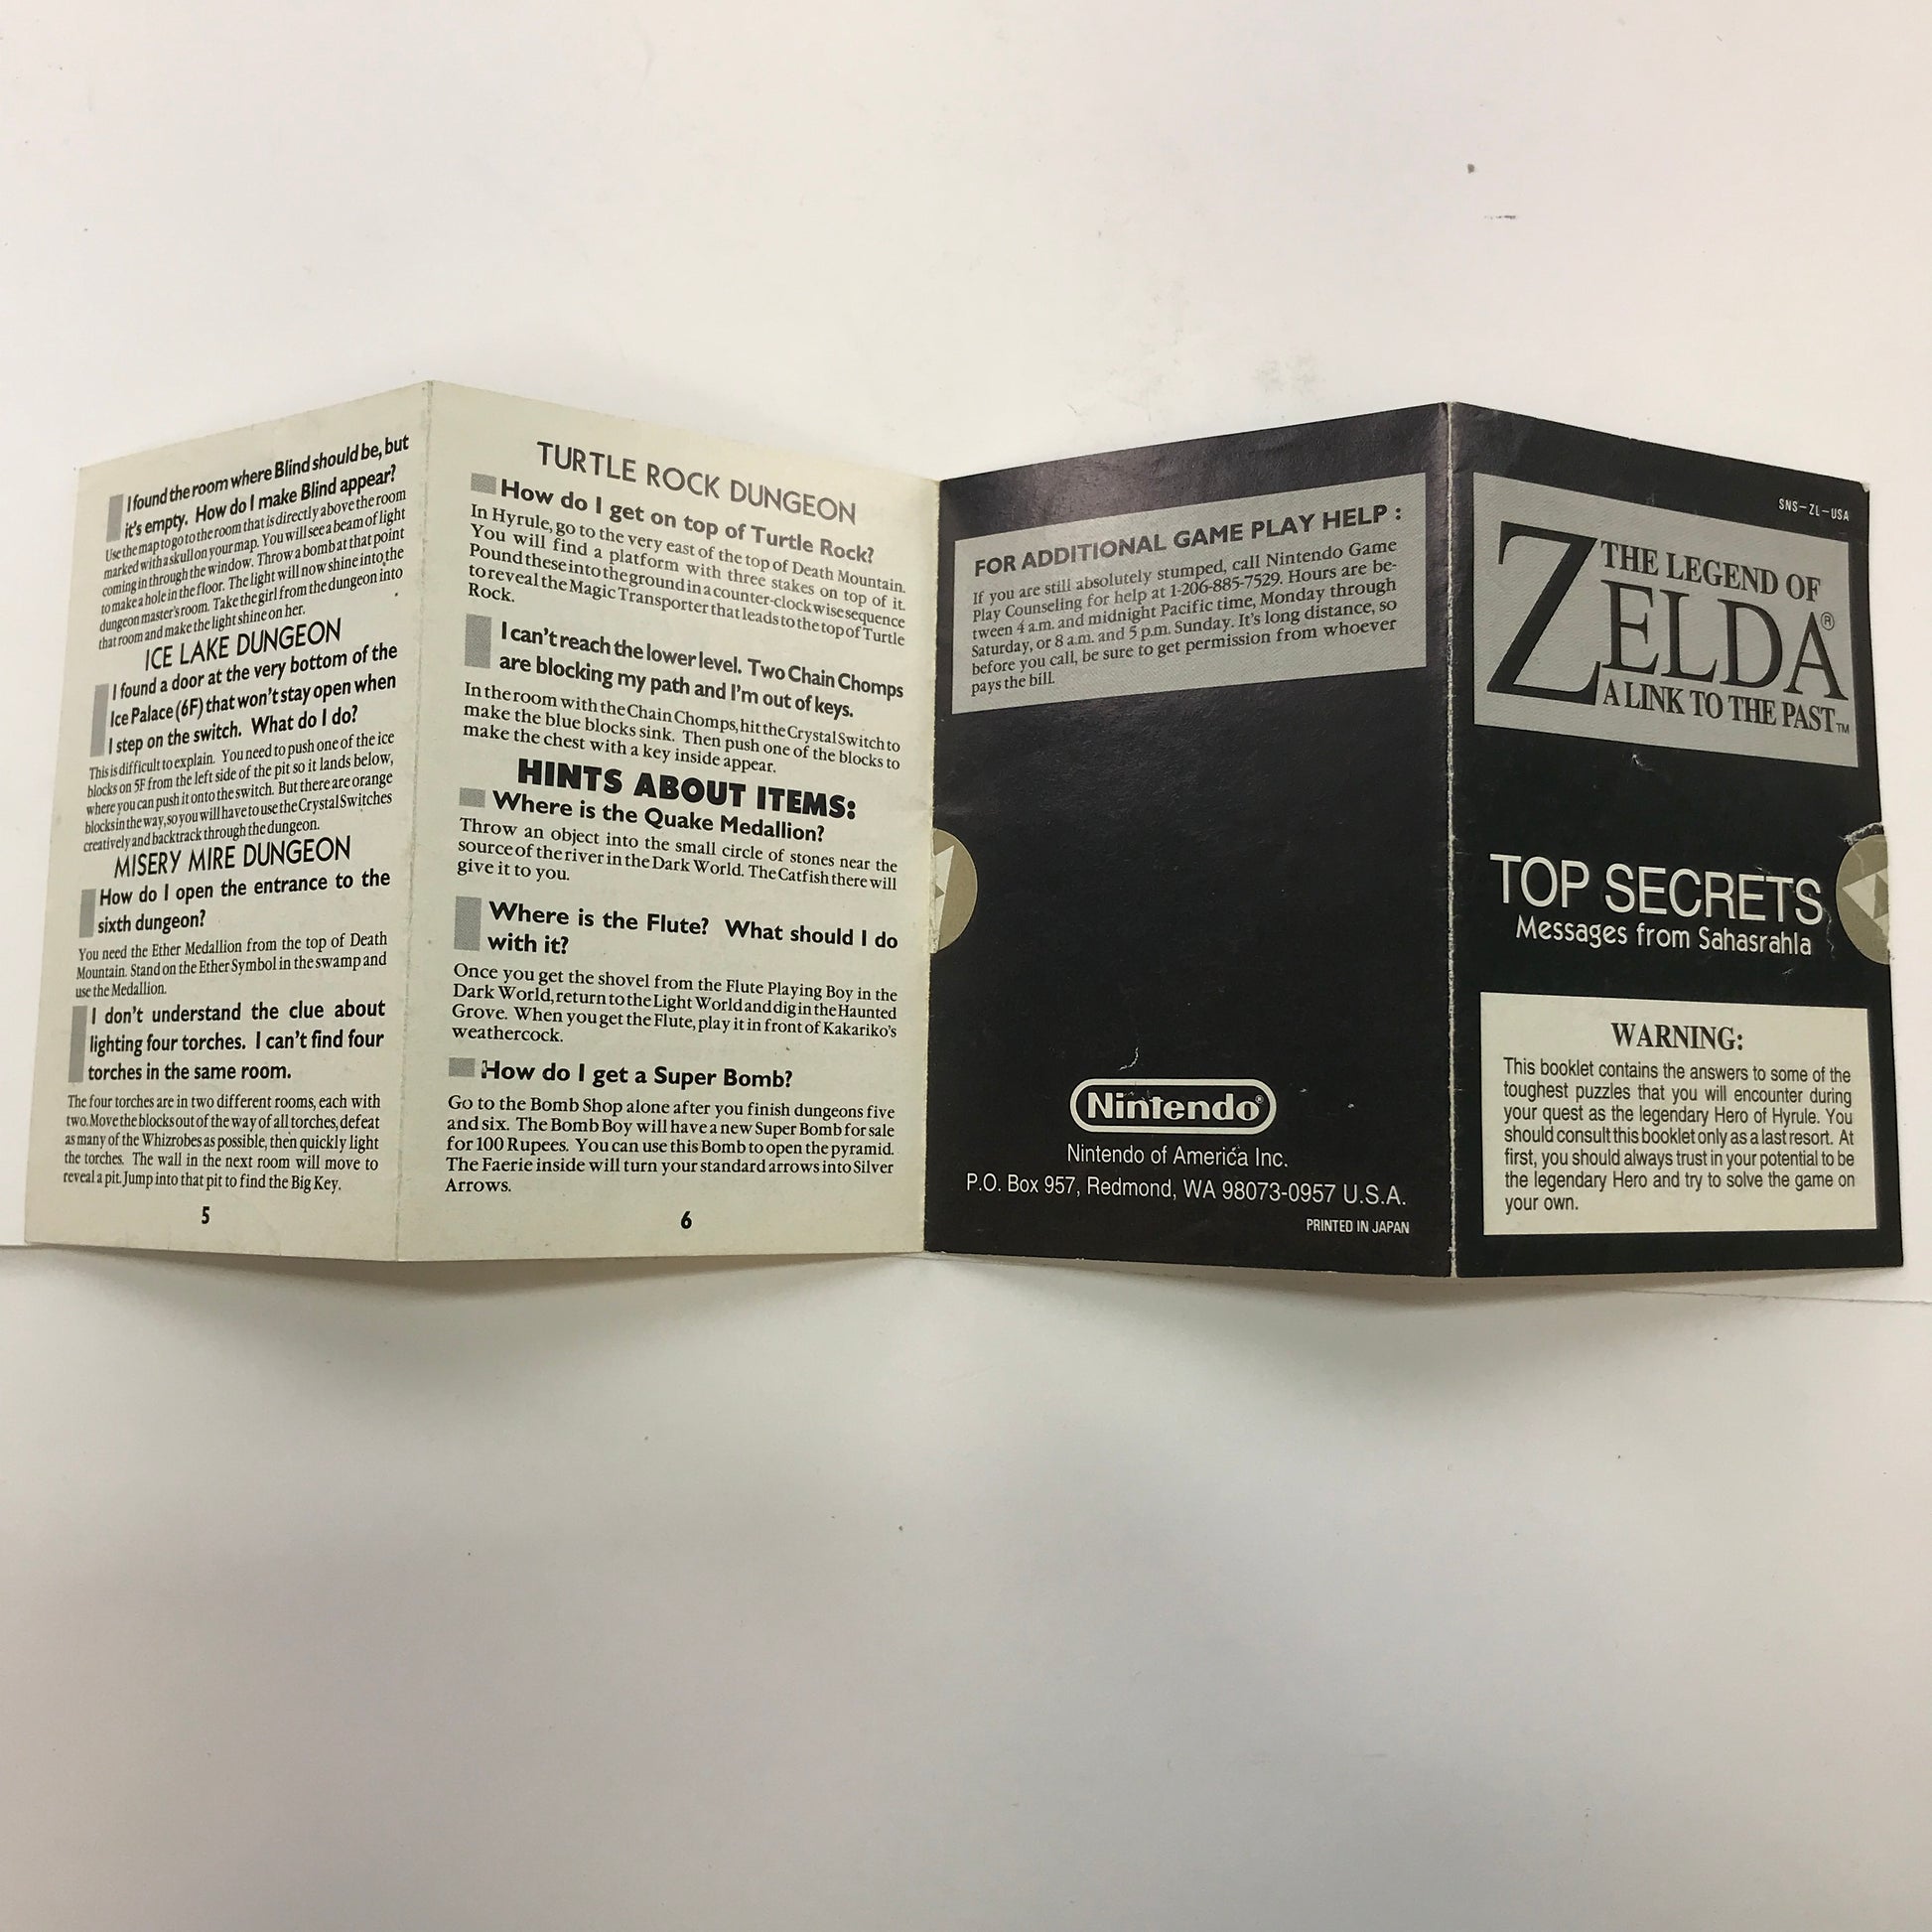 I found the room where Blind should be, but
it's empty. How do I make Blind appear?
Use the map to go to the room that is directly above the room
marked with a skull on your map. You will see a beam of light
coming in through the window. Throw a bomb at that point
to make a hole in the floor. The light will now shine into the
dungeon master's room. Take the girl from the dungeon into
that room and make the light shine on her.
ICE LAKE DUNGEON
I found a door at the very bottom of the
Ice Palace (6F) that won't stay open when
I step on the switch. What do I do?
This is difficult to explain. You need to push one of the ice
blocks on 5F from the left side of the pit so it lands below,
where you can push it onto the switch. But there are orange
blocks in the way, so you will have to use the Crystal Switches
creatively and backtrack through the dungeon.
MISERY MIRE DUNGEON
How do I open the entrance to the
sixth dungeon?
You need the Ether Medallion from the top of Death
Mountain. Stand on the Ether Symbol in the swamp and
use the Medallion.
I don't understand the clue about
lighting four torches. I can't find four
torches in the same room.
The four torches are in two different rooms, each with
two. Move the blocks out of the way of all torches, defeat
as many of the Whizrobes as possible, then quickly light
the torches. The wall in the next room will move to
reveal a pit. Jump into that pit to find the Big Key.
5
TURTLE ROCK DUNGEON
How do I get on top of Turtle Rock?
In Hyrule, go to the very east of the top of Death Mountain.
You will find a platform with three stakes on top of it.
Pound these into the ground in a counter-clockwise sequence
to reveal the Magic Transporter that leads to the top of Turtle
Rock.
I can't reach the lower level. Two Chain Chomps
are blocking my path and I'm out of keys.
In the room with the Chain Chomps, hit the Crystal Switch to
make the blue blocks sink. Then push one of the blocks to
make the chest with a key inside appear.
HINTS ABOUT ITEMS:
Where is the Quake Medallion?
Throw an object into the small circle of stones near the
source of the river in the Dark World. The Catfish there will
give it to you.
Where is the Flute? What should I do
with it?
Once you get the shovel from the Flute Playing Boy in the
Dark World, return to the Light World and dig in the Haunted
Grove. When you get the Flute, play it in front of Kakariko's
weathercock.
How do I get a Super Bomb?
Go to the Bomb Shop alone after you finish dungeons five
and six. The Bomb Boy will have a new Super Bomb for sale
for 100 Rupees. You can use this Bomb to open the pyramid.
The Faerie inside will turn your standard arrows into Silver
Arrows.
6
FOR ADDITIONAL GAME PLAY HELP :
If you are still absolutely stumped, call Nintendo Game
Play Counseling for help at 1-206-885-7529. Hours are be-
tween 4 a.m. and midnight Pacific time, Monday through
Saturday, or 8 a.m. and 5 p.m. Sunday. It's long distance, so
before you call, be sure to get permission from whoever
pays the bill.
Nintendo®
Nintendo of America Inc.
P.O. Box 957, Redmond, WA 98073-0957 U.S.A.
PRINTED IN JAPAN
SNS-ZL-USA
THE LEGEND OF
ZELDA®
A LINK TO THE PAST™
TOP SECRETS
Messages from Sahasrahla
WARNING:
This booklet contains the answers to some of the
toughest puzzles that you will encounter during
your quest as the legendary Hero of Hyrule. You
should consult this booklet only as a last resort. At
first, you should always trust in your potential to be
the legendary Hero and try to solve the game on
your own.